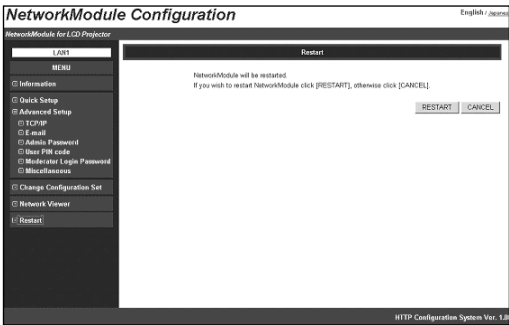 NetworkModule Configuration
English / Japanese
NetworkModule for LCD Projector
LAN1
MENU
Information
Quick Setup
Advanced Setup
TCP/IP
E-mail
Admin Password
User PIN code
Moderator Login Password
Miscellaneous
Change Configuration Set
Network Viewer
Restart
Restart
NetworkModule will be restarted.
If you wish to restart NetworkModule click [RESTART], otherwise click [CANCEL].
RESTART CANCEL
HTTP Configuration System Ver. 1.0